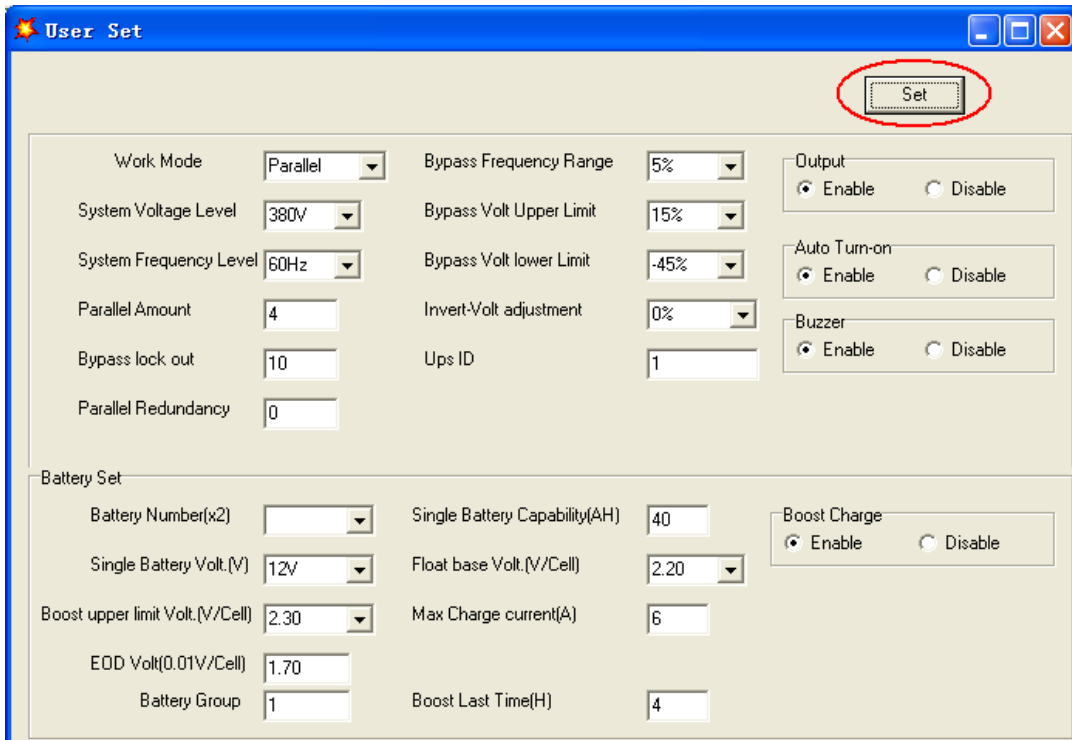 User Set
Set
Work Mode Parallel Bypass Frequency Range 5% Output
Enable Disable
System Voltage Level 380V Bypass Volt Upper Limit 15%
System Frequency Level 60Hz Bypass Volt lower Limit -45% Auto Turn-on
Enable Disable
Parallel Amount 4 Invert-Volt adjustment 0% Buzzer
Enable Disable
Bypass lock out 10 Ups ID 1
Parallel Redundancy 0
Battery Set
Battery Number(x2) Single Battery Capability(AH) 40 Boost Charge
Enable Disable
Single Battery Volt.(V) 12V Float base Volt.(V/Cell) 2.20
Boost upper limit Volt.(V/Cell) 2.30 Max Charge current(A) 6
EOD Volt(0.01V/Cell) 1.70
Battery Group 1 Boost Last Time(H) 4